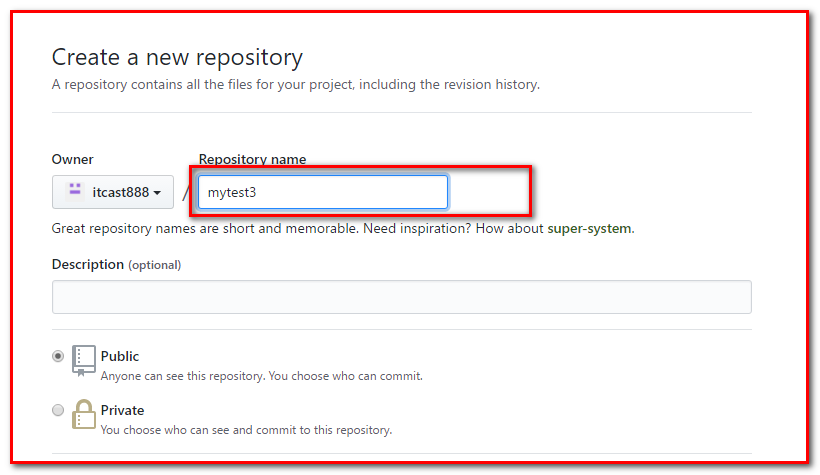 Create a new repository
A repository contains all the files for your project, including the revision history.
Owner Repository name
itcast888 / mytest3
Great repository names are short and memorable. Need inspiration? How about super-system.
Description (optional)
Public
Anyone can see this repository. You choose who can commit.
Private
You choose who can see and commit to this repository.